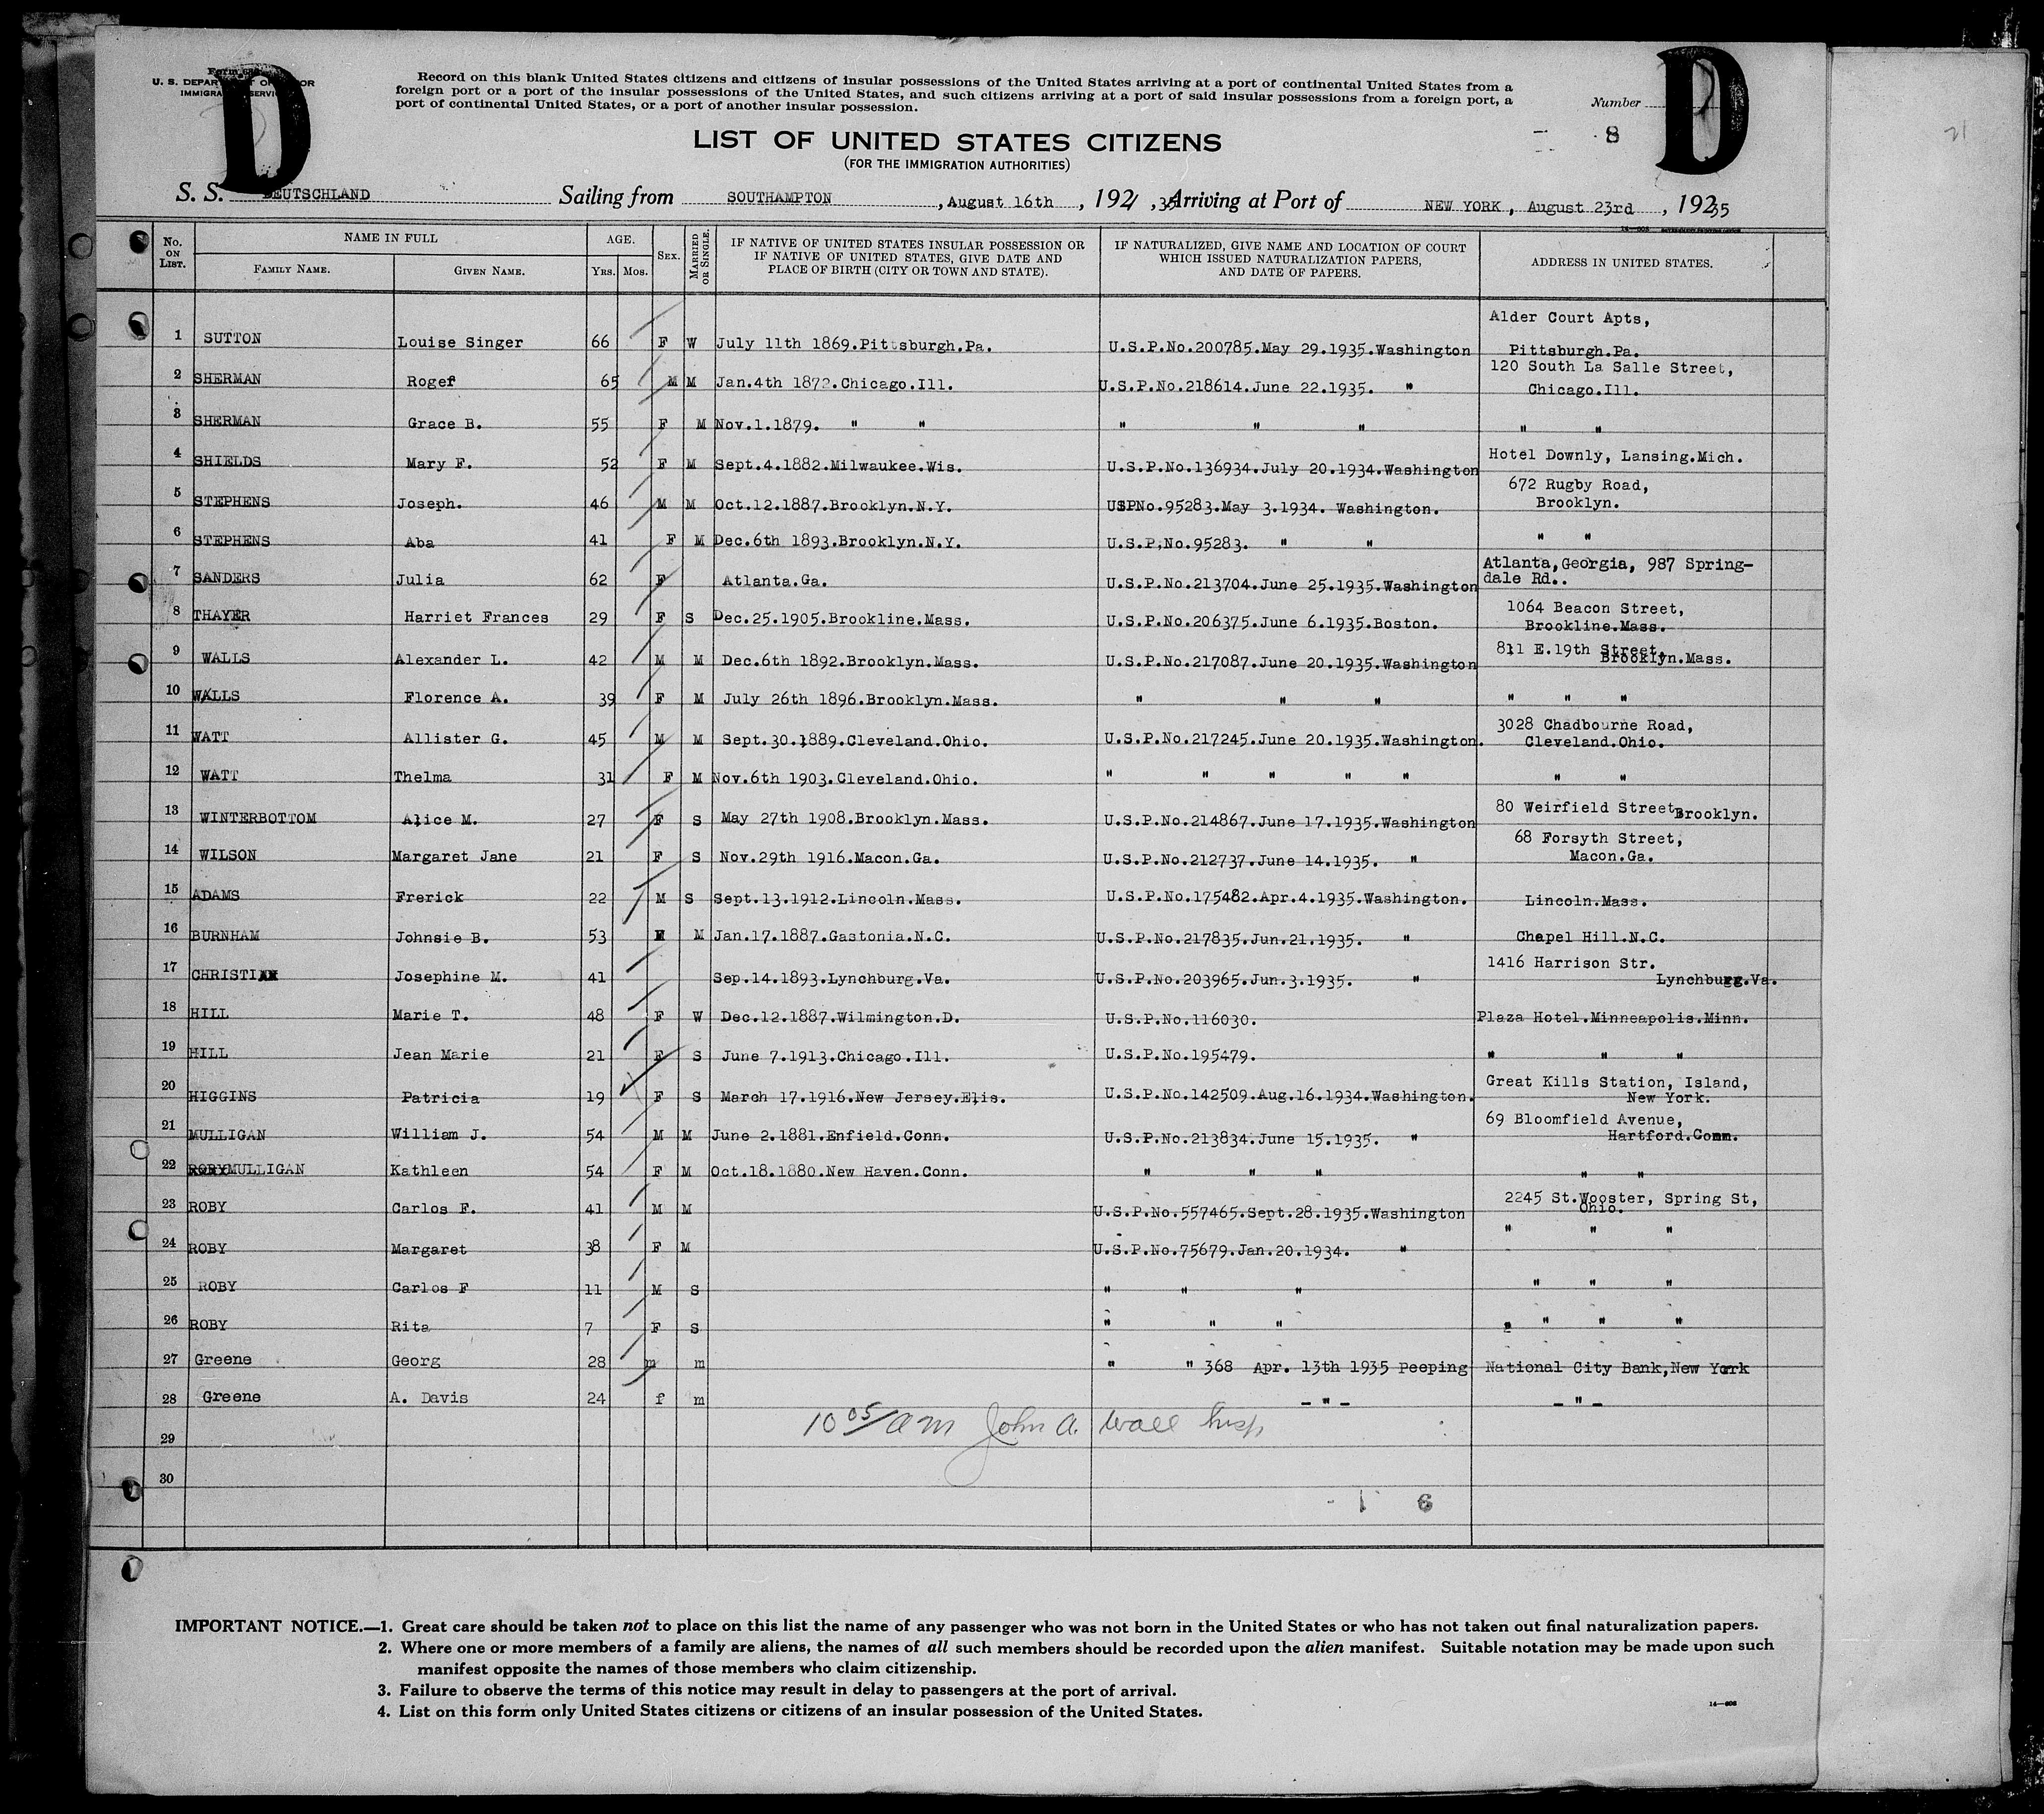 D D
Form 630
U. S. DEPARTMENT OF LABOR
IMMIGRATION SERVICE
Record on this blank United States citizens and citizens of insular possessions of the United States arriving at a port of continental United States from a
foreign port or a port of the insular possessions of the United States, and such citizens arriving at a port of said insular possessions from a foreign port, a
port of continental United States, or a port of another insular possession.
Number
8
21
LIST OF UNITED STATES CITIZENS
(FOR THE IMMIGRATION AUTHORITIES)
S. S. DEUTSCHLAND Sailing from SOUTHAMPTON , August 16th , 192 , 35 Arriving at Port of NEW YORK , August 23rd , 19235
No. ON LIST. NAME IN FULL FAMILY NAME. GIVEN NAME. AGE. YRS. MOS. SEX. MARRIED OR SINGLE. IF NATIVE OF UNITED STATES INSULAR POSSESSION OR IF NATIVE OF UNITED STATES, GIVE DATE AND PLACE OF BIRTH (CITY OR TOWN AND STATE). IF NATURALIZED, GIVE NAME AND LOCATION OF COURT WHICH ISSUED NATURALIZATION PAPERS, AND DATE OF PAPERS. ADDRESS IN UNITED STATES.
1 SUTTON Louise Singer 66 F W July 11th 1869.Pittsburgh.Pa. U.S.P.No.200785.May 29.1935.Washington Alder Court Apts, Pittsburgh.Pa.
2 SHERMAN Roger 65 M M Jan.4th 1872.Chicago.Ill. U.S.P.No.218614.June 22.1935. " 120 South La Salle Street, Chicago.Ill.
3 SHERMAN Grace B. 55 F M Nov.1.1879. " " " " " " "
4 SHIELDS Mary F. 52 F M Sept.4.1882.Milwaukee.Wis. U.S.P.No.136934.July 20.1934.Washington Hotel Downly, Lansing.Mich.
5 STEPHENS Joseph. 46 M M Oct.12.1887.Brooklyn.N.Y. USPNo.95283.May 3.1934. Washington. 672 Rugby Road, Brooklyn.
6 STEPHENS Aba 41 F M Dec.6th 1893.Brooklyn.N.Y. U.S.P,No.95283. " " " "
7 SANDERS Julia 62 F Atlanta.Ga. U.S.P.No.213704.June 25.1935.Washington Atlanta,Georgia, 987 Spring-dale Rd..
8 THAYER Harriet Frances 29 F S Dec.25.1905.Brookline.Mass. U.S.P.No.206375.June 6.1935.Boston. 1064 Beacon Street, Brookline.Mass.
9 WALLS Alexander L. 42 M M Dec.6th 1892.Brooklyn.Mass. U.S.P.No.217087.June 20.1935.Washington 811 E.19th Street, Brooklyn.Mass.
10 WALLS Florence A. 39 F M July 26th 1896.Brooklyn.Mass. " " " " " "
11 WATT Allister G. 45 M M Sept.30.1889.Cleveland.Ohio. U.S.P.No.217245.June 20.1935.Washington. 3028 Chadbourne Road, Cleveland.Ohio.
12 WATT Thelma 31 F M Nov.6th 1903.Cleveland.Ohio. " " " " " " "
13 WINTERBOTTOM Alice M. 27 F S May 27th 1908.Brooklyn.Mass. U.S.P.No.214867.June 17.1935.Washington 80 Weirfield Street Brooklyn.
14 WILSON Margaret Jane 21 F S Nov.29th 1916.Macon.Ga. U.S.P.No.212737.June 14.1935. " 68 Forsyth Street, Macon.Ga.
15 ADAMS Frerick 22 M S Sept.13.1912.Lincoln.Mass. U.S.P.No.175482.Apr.4.1935.Washington. Lincoln.Mass.
16 BURNHAM Johnsie B. 53 M Jan.17.1887.Gastonia.N.C. U.S.P.No.217835.Jun.21.1935. " Chapel Hill.N.C.
17 CHRISTI Josephine M. 41 Sep.14.1893.Lynchburg.Va. U.S.P.No.203965.Jun.3.1935. " 1416 Harrison Str. Lynchburg.Va.
18 HILL Marie T. 48 F W Dec.12.1887.Wilmington.D. U.S.P.No.116030. Plaza Hotel.Minneapolis.Minn.
19 HILL Jean Marie 21 F S June 7.1913.Chicago.Ill. U.S.P.No.195479. " " "
20 HIGGINS Patricia 19 F S March 17.1916.New Jersey.Elis. U.S.P.No.142509.Aug.16.1934.Washington. Great Kills Station, Island, New York.
21 MULLIGAN William J. 54 M M June 2.1881.Enfield.Conn. U.S.P.No.213834.June 15.1935. " 69 Bloomfield Avenue, Hartford.Conn.
22 ROBY MULLIGAN Kathleen 54 F M Oct.18.1880.New Haven.Conn. " " " " "
23 ROBY Carlos F. 41 M M U.S.P.No.557465.Sept.28.1935.Washington 2245 St.Wooster, Spring St, Ohio.
24 ROBY Margaret 38 F M U.S.P.No.75679.Jan.20.1934. " " " "
25 ROBY Carlos F 11 M S " " " " " "
26 ROBY Rita 7 F S " " " " " " "
27 Greene Georg 28 m m " " 368 Apr. 13th 1935 Peeping National City Bank,New York
28 Greene A. Davis 24 f m - " - - " -
10 05/am John A. Wall Insp
29
30
1 6
IMPORTANT NOTICE.—1. Great care should be taken not to place on this list the name of any passenger who was not born in the United States or who has not taken out final naturalization papers.
2. Where one or more members of a family are aliens, the names of all such members should be recorded upon the alien manifest. Suitable notation may be made upon such
manifest opposite the names of those members who claim citizenship.
3. Failure to observe the terms of this notice may result in delay to passengers at the port of arrival.
4. List on this form only United States citizens or citizens of an insular possession of the United States.